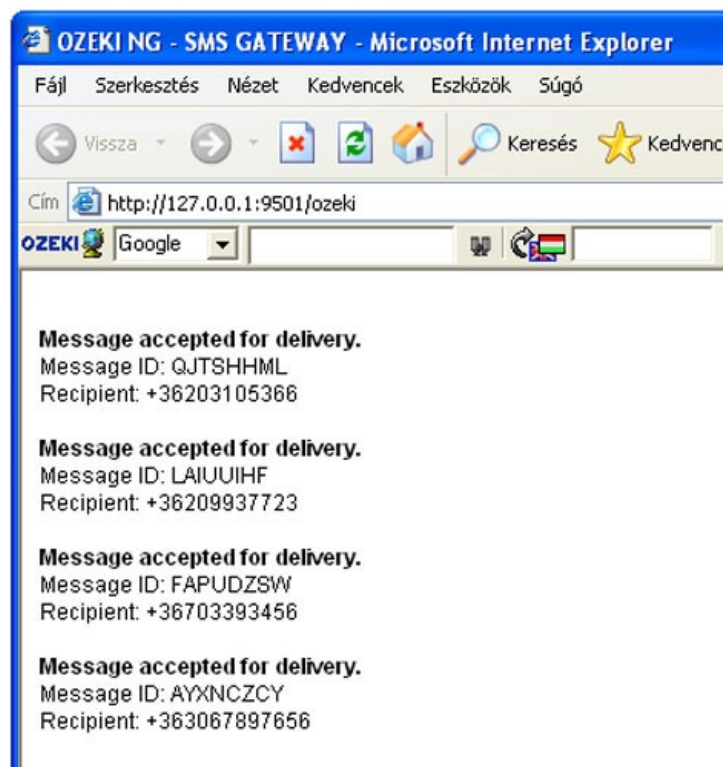 OZEKI NG - SMS GATEWAY - Microsoft Internet Explorer
Fájl Szerkesztés Nézet Kedvencek Eszközök Súgó
Vissza Keresés Kedvenc
Cím http://127.0.0.1:9501/ozeki
OZEKI Google
Message accepted for delivery.
Message ID: QJTSHHML
Recipient: +36203105366
Message accepted for delivery.
Message ID: LAIUUIHF
Recipient: +36209937723
Message accepted for delivery.
Message ID: FAPUDZSW
Recipient: +36703393456
Message accepted for delivery.
Message ID: AYXNCZCY
Recipient: +363067897656